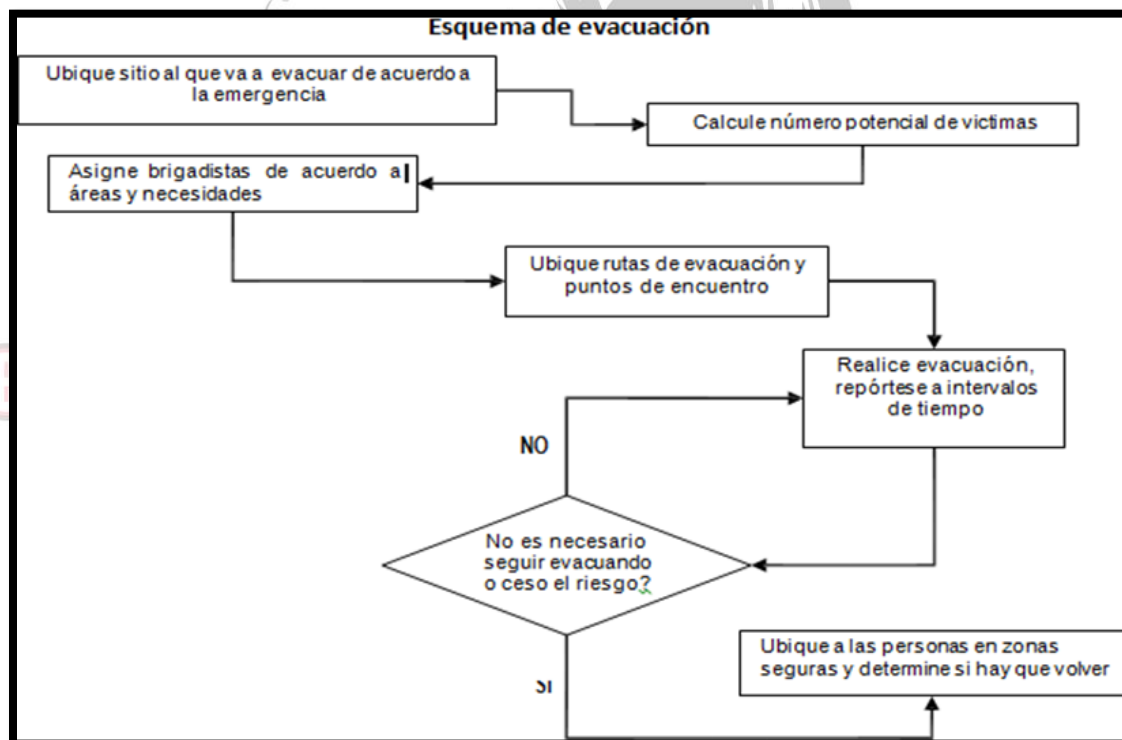 Esquema de evacuación
Ubique sitio al que va a evacuar de acuerdo a
la emergencia
Calcule número potencial de victimas
Asigne brigadistas de acuerdo a
áreas y necesidades
Ubique rutas de evacuación y
puntos de encuentro
Realice evacuación,
repórtese a intervalos
de tiempo
NO
No es necesario
seguir evacuando
o ceso el riesgo?
SI
Ubique a las personas en zonas
seguras y determine si hay que volver